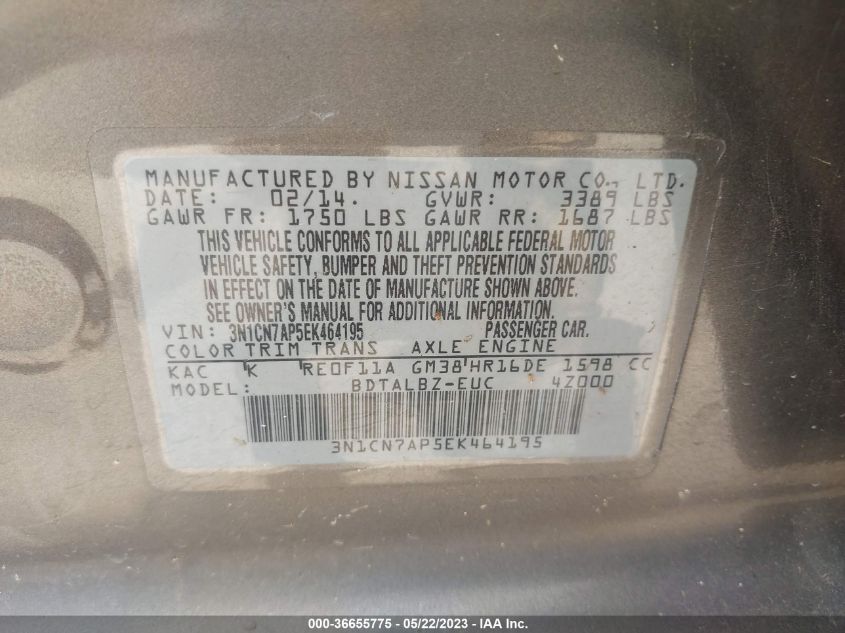 MANUFACTURED BY NISSAN MOTOR CO., LTD.
DATE: 02/14. GVWR: 3389 LBS
GAWR FR: 1750 LBS GAWR RR: 1687 LBS
THIS VEHICLE CONFORMS TO ALL APPLICABLE FEDERAL MOTOR
VEHICLE SAFETY, BUMPER AND THEFT PREVENTION STANDARDS
IN EFFECT ON THE DATE OF MANUFACTURE SHOWN ABOVE.
SEE OWNER'S MANUAL FOR ADDITIONAL INFORMATION.
VIN: 3N1CN7AP5EK464195 PASSENGER CAR.
COLOR TRIM TRANS AXLE ENGINE
KAC K RE0F11A GM38 HR16DE 1598 CC
MODEL: BDTALBZ-EUC 4Z000
3N1CN7AP5EK464195
000-36655775 - 05/22/2023 - IAA Inc.